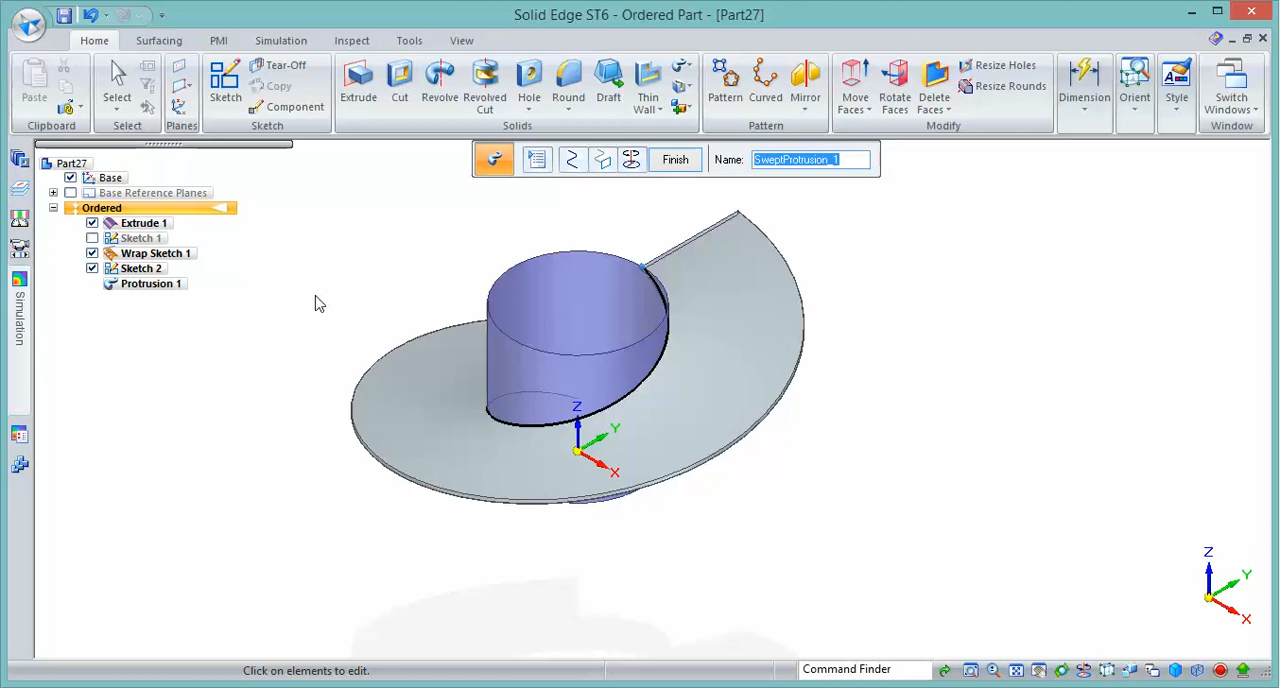 Solid Edge ST6 - Ordered Part - [Part27]
Home Surfacing PMI Simulation Inspect Tools View
Paste
Clipboard
Select
Select
Planes
Sketch
Tear-Off
Copy
Component
Sketch
Extrude
Cut
Revolve
Revolved Cut
Hole
Round
Draft
Thin Wall
Solids
Pattern
Curved
Mirror
Pattern
Move Faces
Rotate Faces
Delete Faces
Resize Holes
Resize Rounds
Modify
Dimension
Orient
Style
Switch Windows
Window
Finish
Name: SweptProtrusion_1
Part27
Base
Base Reference Planes
Ordered
Extrude 1
Sketch 1
Wrap Sketch 1
Sketch 2
Protrusion 1
Simulation
Z
Y
X
Z
Y
X
Click on elements to edit.
Command Finder